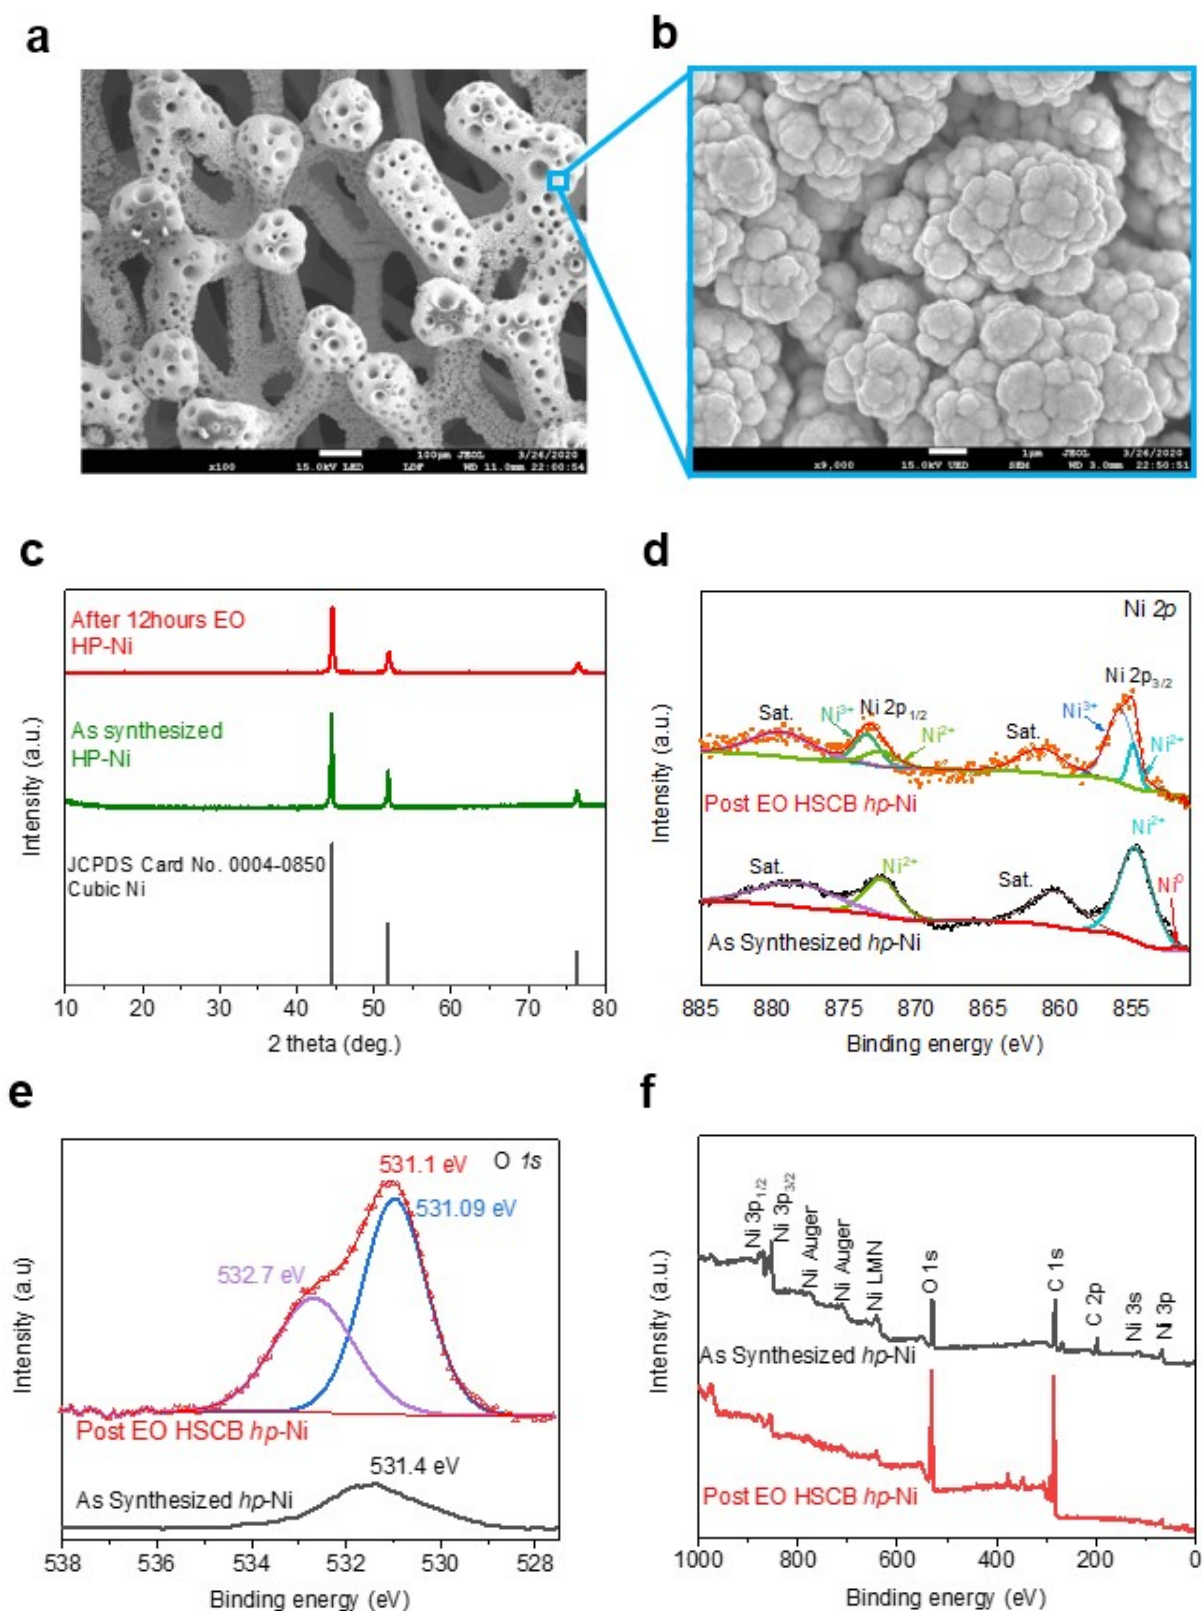 a
b
100µm JEOL 3/26/2020
x100 15.0kV LED LDF WD 11.0mm 22:00:54
1µm JEOL 3/26/2020
x9,000 15.0kV UED SEM WD 3.0mm 22:50:51
c
After 12hours EO
HP-Ni
As synthesized
HP-Ni
JCPDS Card No. 0004-0850
Cubic Ni
Intensity (a.u.)
10 20 30 40 50 60 70 80
2 theta (deg.)
d
Ni 2p
Ni 2p3/2
Sat.
Ni3+
Ni 2p1/2
Ni2+
Sat.
Ni3+
Ni2+
Post EO HSCB hp-Ni
Sat.
Ni2+
Sat.
Ni2+
Ni0
As Synthesized hp-Ni
Intensity (a.u.)
885 880 875 870 865 860 855
Binding energy (eV)
e
O 1s
531.1 eV
531.09 eV
532.7 eV
Post EO HSCB hp-Ni
531.4 eV
As Synthesized hp-Ni
Intensity (a.u)
538 536 534 532 530 528
Binding energy (eV)
f
Ni 3p1/2
Ni 3p3/2
Ni Auger
Ni Auger
Ni LMN
O 1s
C 1s
C 2p
Ni 3s
Ni 3p
As Synthesized hp-Ni
Post EO HSCB hp-Ni
Intensity (a.u.)
1000 800 600 400 200 0
Binding energy (eV)